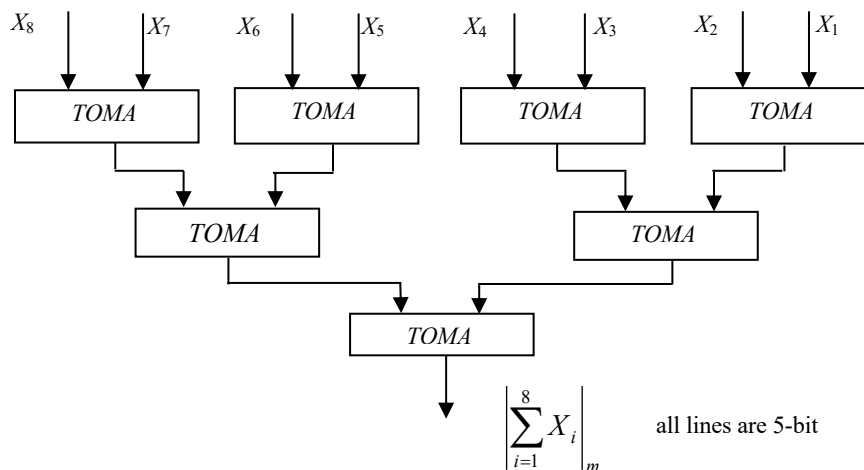 X8 X7 X6 X5 X4 X3 X2 X1
TOMA TOMA TOMA TOMA
TOMA TOMA
TOMA
|∑_{i=1}^{8} X_i|_m all lines are 5-bit